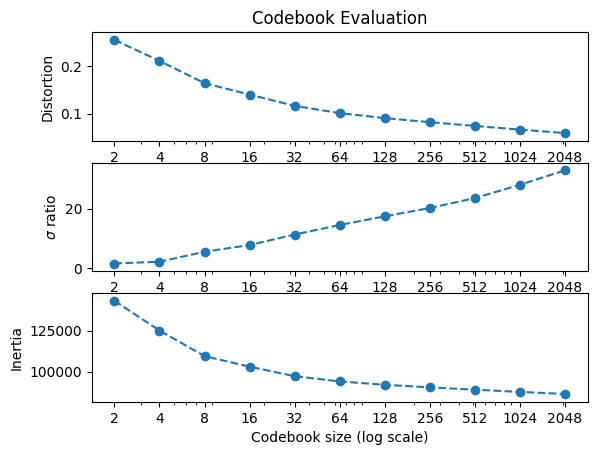 Codebook Evaluation
Distortion
0.2
0.1
2 4 8 16 32 64 128 256 512 1024 2048
σ ratio
20
0
2 4 8 16 32 64 128 256 512 1024 2048
Inertia
125000
100000
2 4 8 16 32 64 128 256 512 1024 2048
Codebook size (log scale)